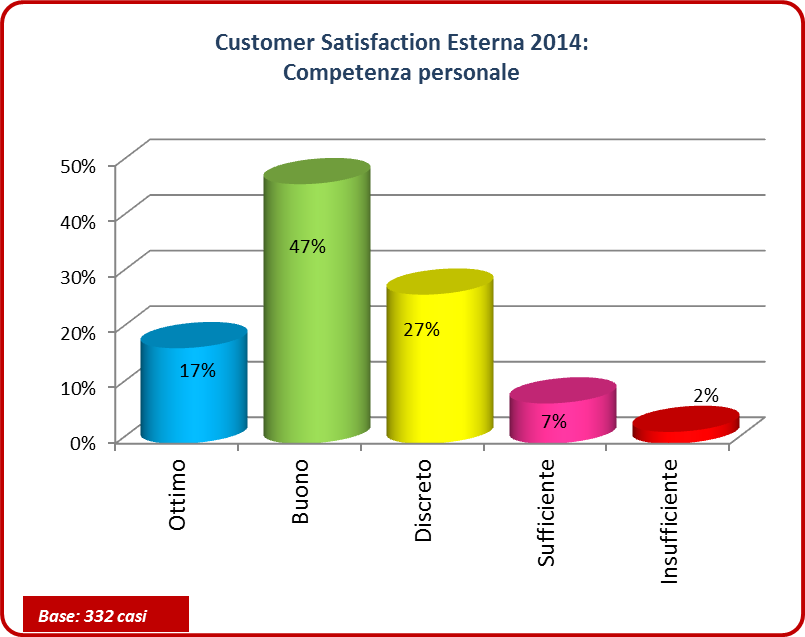 Customer Satisfaction Esterna 2014:
Competenza personale
50%
40%
30%
20%
10%
0%
17%
47%
27%
7%
2%
Ottimo
Buono
Discreto
Sufficiente
Insufficiente
Base: 332 casi